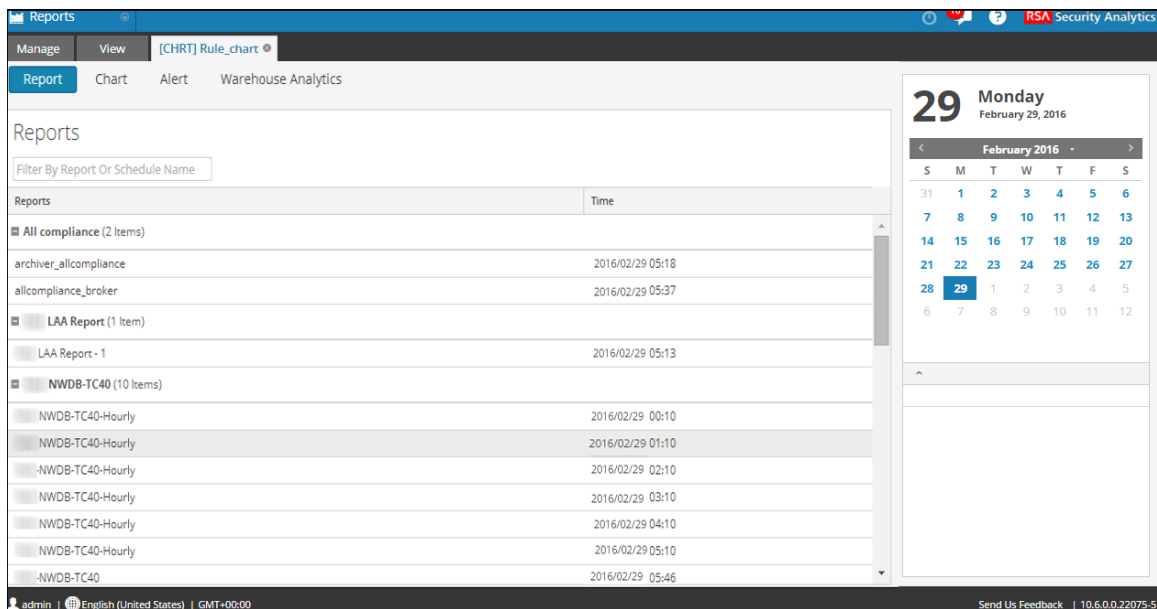 Reports
RSA Security Analytics
Manage View [CHRT] Rule_chart
Report Chart Alert Warehouse Analytics
Reports
Filter By Report Or Schedule Name
Reports Time
All compliance (2 Items)
archiver_allcompliance 2016/02/29 05:18
allcompliance_broker 2016/02/29 05:37
LAA Report (1 Item)
LAA Report - 1 2016/02/29 05:13
NWDB-TC40 (10 Items)
NWDB-TC40-Hourly 2016/02/29 00:10
NWDB-TC40-Hourly 2016/02/29 01:10
-NWDB-TC40-Hourly 2016/02/29 02:10
NWDB-TC40-Hourly 2016/02/29 03:10
NWDB-TC40-Hourly 2016/02/29 04:10
NWDB-TC40-Hourly 2016/02/29 05:10
-NWDB-TC40 2016/02/29 05:46
29 Monday
February 29, 2016
February 2016
S M T W T F S
31 1 2 3 4 5 6
7 8 9 10 11 12 13
14 15 16 17 18 19 20
21 22 23 24 25 26 27
28 29 1 2 3 4 5
6 7 8 9 10 11 12
admin | English (United States) | GMT+00:00
Send Us Feedback | 10.6.0.0.22075-5